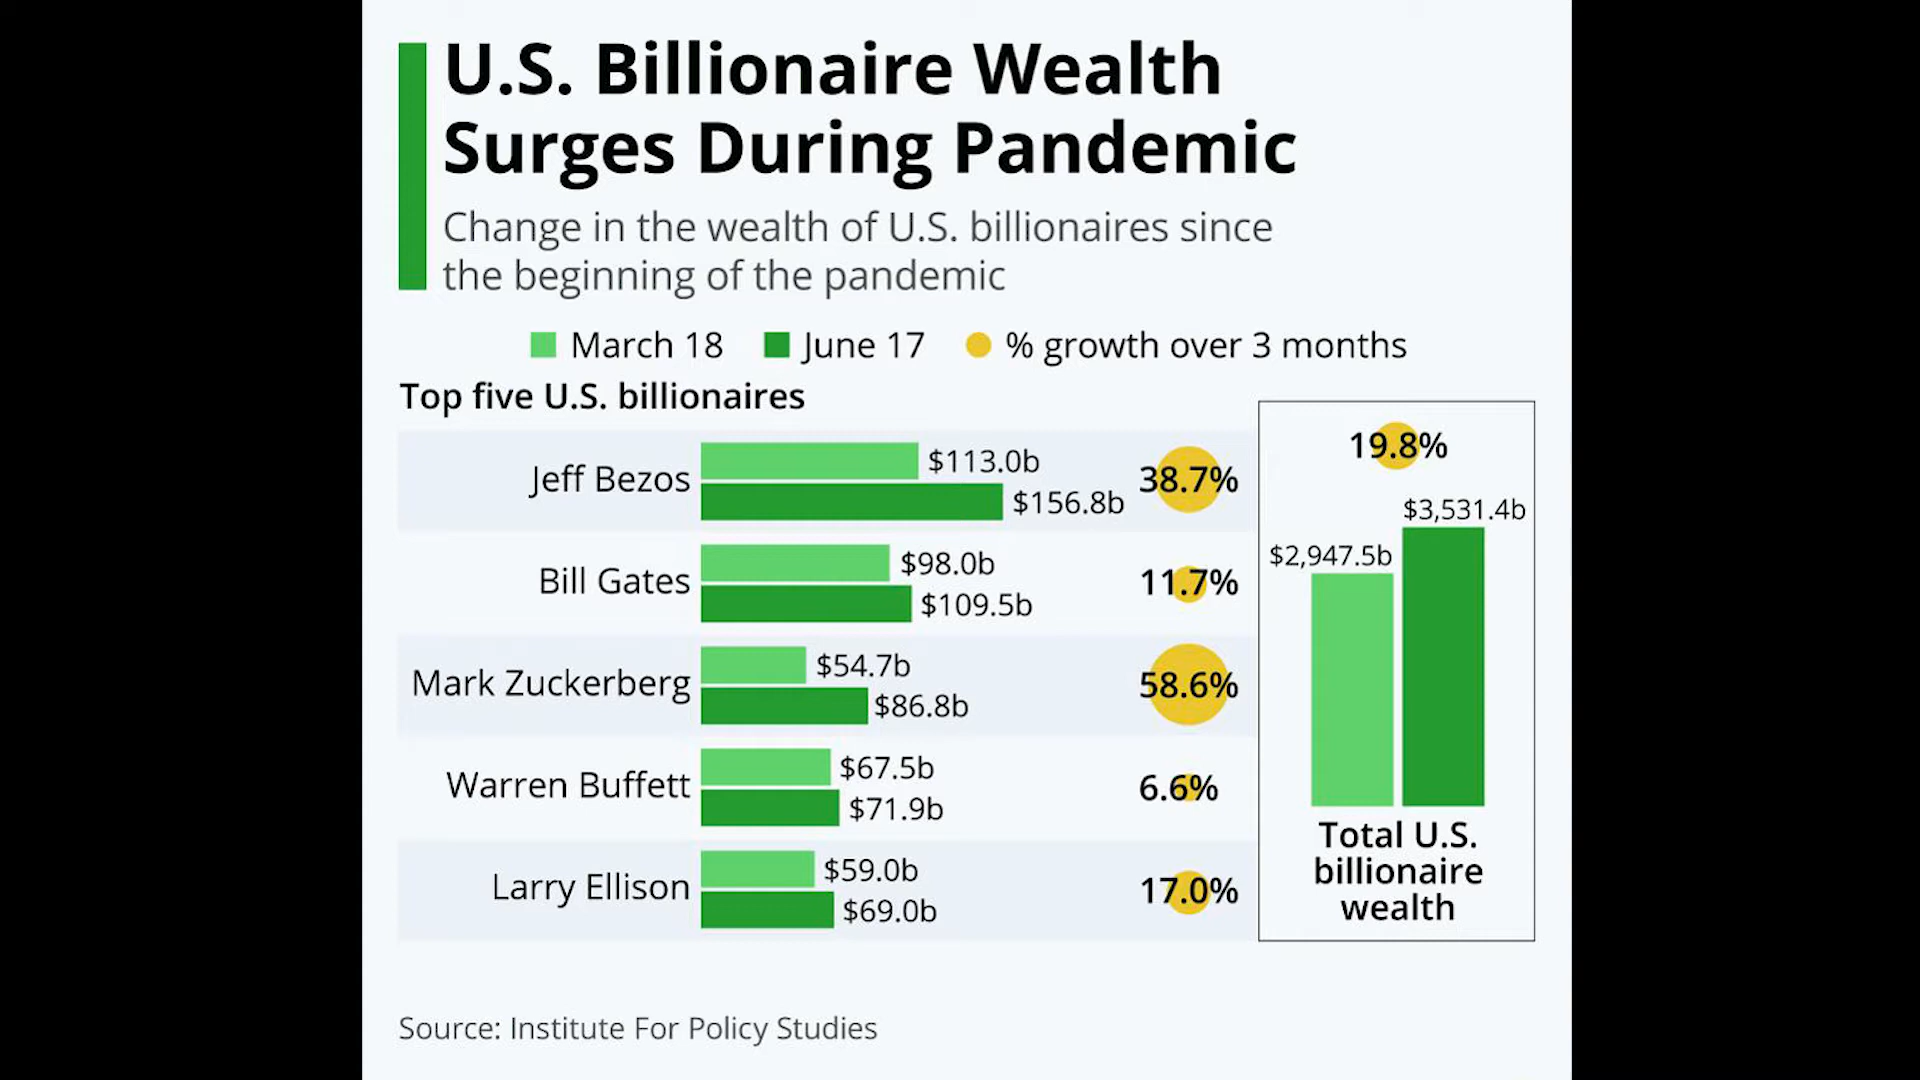 U.S. Billionaire Wealth
Surges During Pandemic
Change in the wealth of U.S. billionaires since
the beginning of the pandemic
March 18 June 17 % growth over 3 months
Top five U.S. billionaires
Jeff Bezos
$113.0b
$156.8b
38.7%
Bill Gates
$98.0b
$109.5b
11.7%
Mark Zuckerberg
$54.7b
$86.8b
58.6%
Warren Buffett
$67.5b
$71.9b
6.6%
Larry Ellison
$59.0b
$69.0b
17.0%
19.8%
$3,531.4b
$2,947.5b
Total U.S.
billionaire
wealth
Source: Institute For Policy Studies